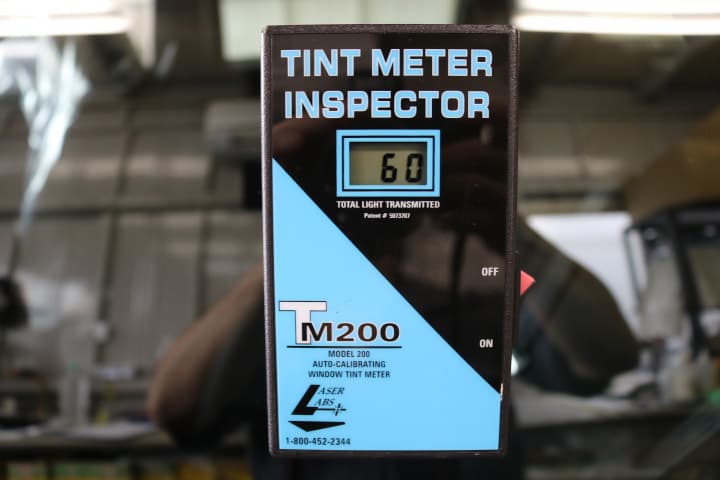 TINT METER
INSPECTOR
60
TOTAL LIGHT TRANSMITTED
Patent # 5073707
OFF
ON
TM200
MODEL 200
AUTO-CALIBRATING
WINDOW TINT METER
LASER
LABS
1-800-452-2344